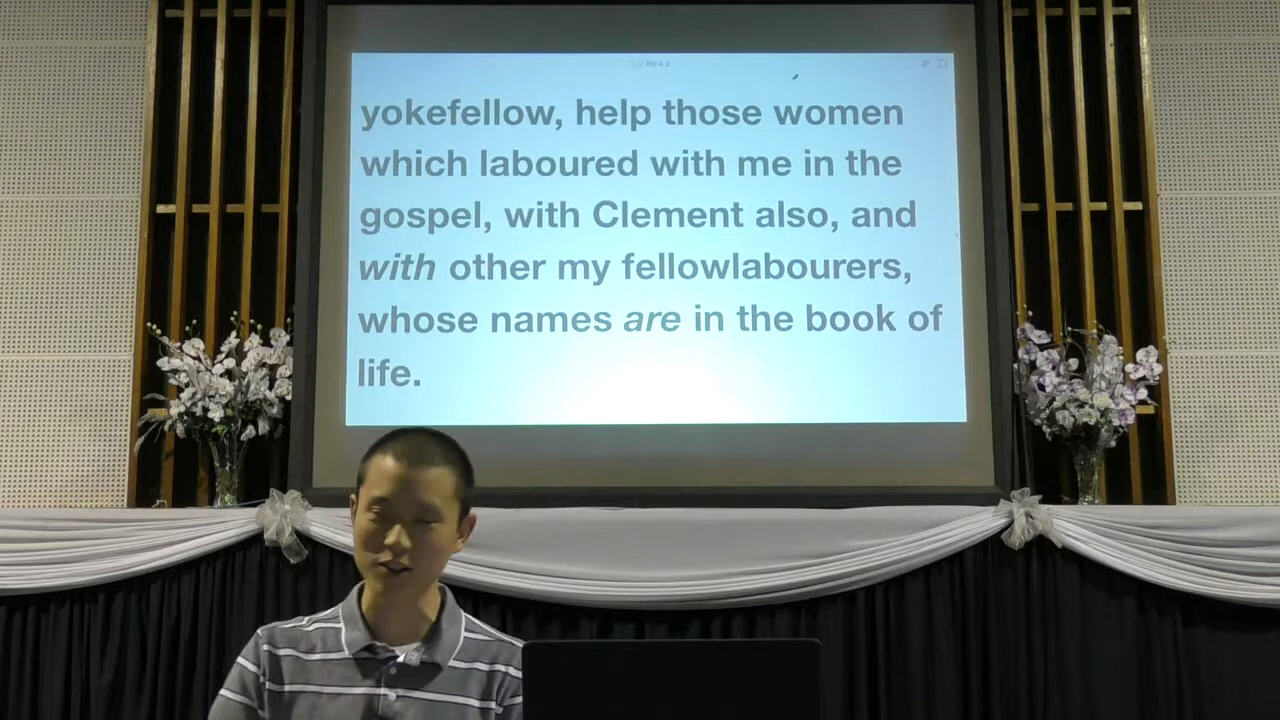 yokefellow, help those women
which laboured with me in the
gospel, with Clement also, and
with other my fellowlabourers,
whose names are in the book of
life.